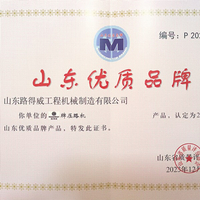 M
编号：P 202
山东优质品牌
山东路得威工程机械制造有限公司
你单位的 牌压路机 产品，认定为2
山东优质品牌产品，特发此证书。
山东省质
2023年12月